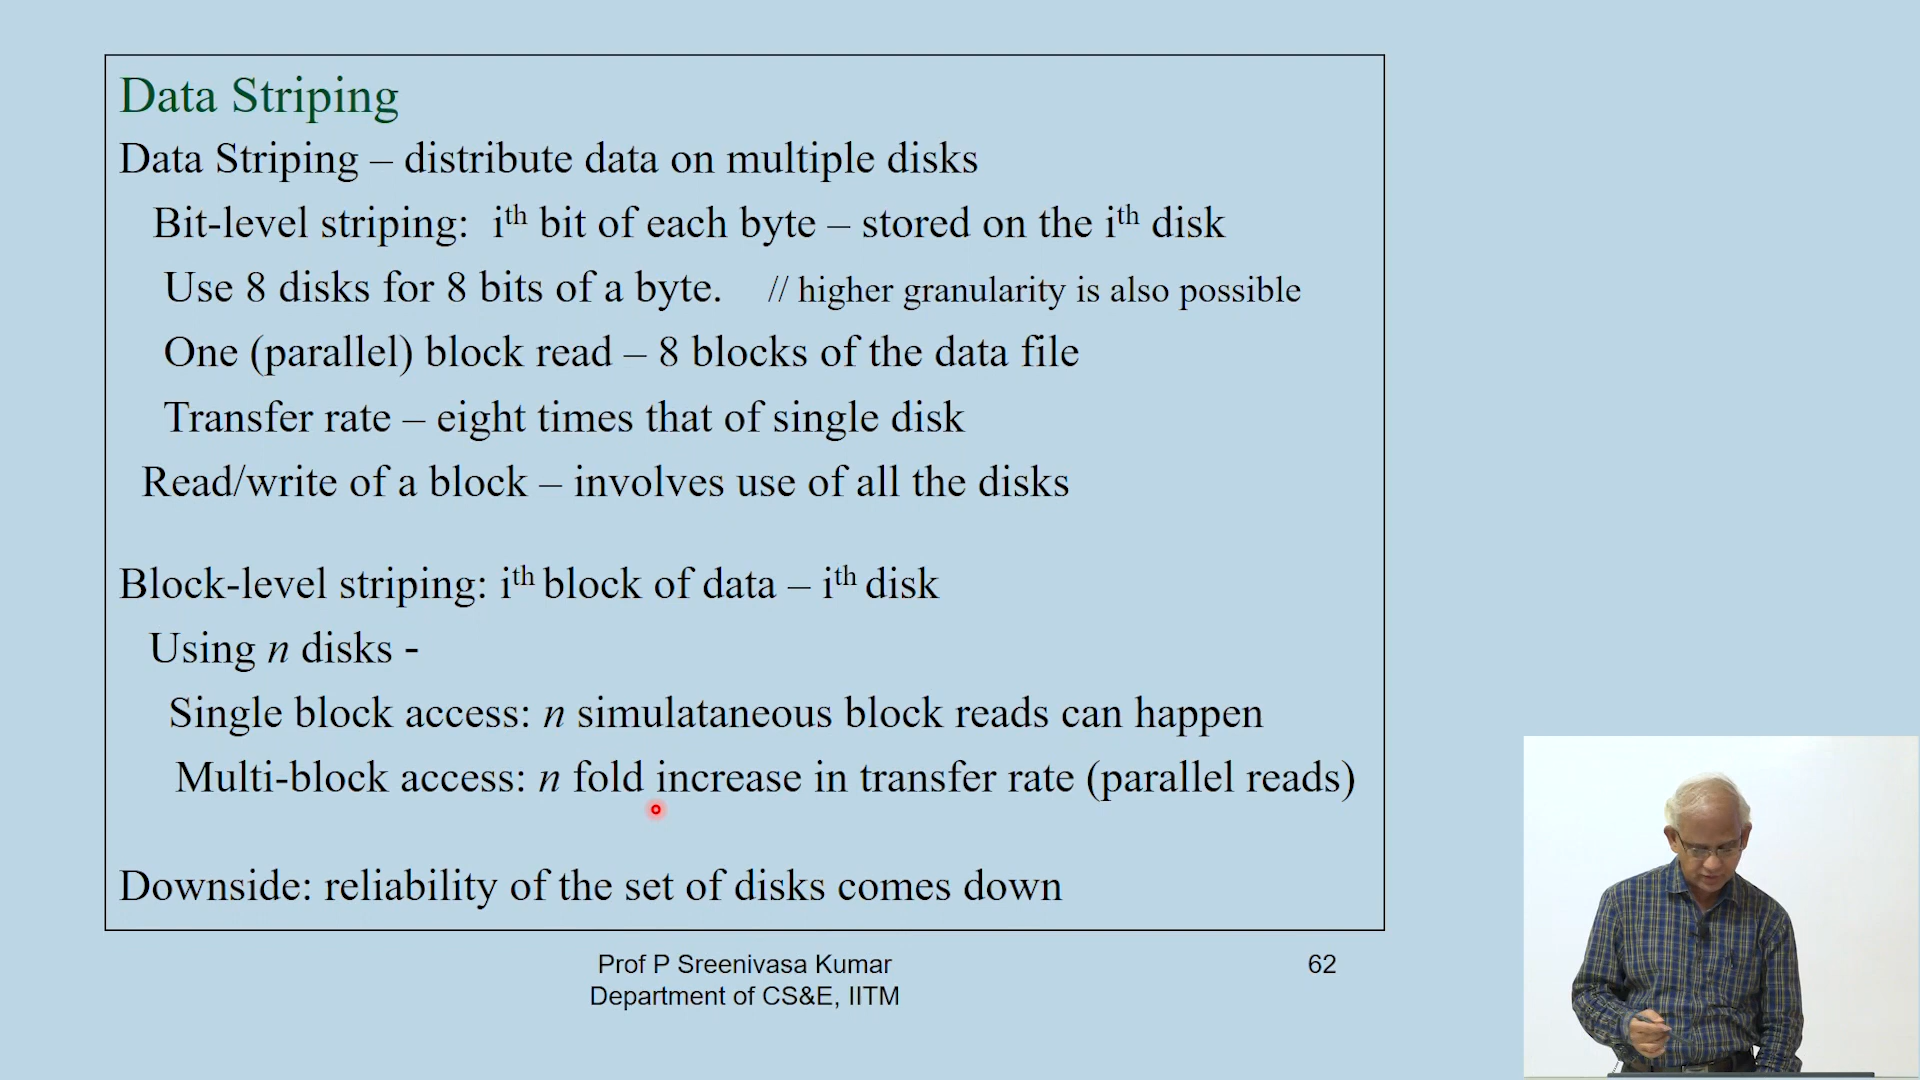 Data Striping
Data Striping – distribute data on multiple disks
Bit-level striping: ith bit of each byte – stored on the ith disk
Use 8 disks for 8 bits of a byte. // higher granularity is also possible
One (parallel) block read – 8 blocks of the data file
Transfer rate – eight times that of single disk
Read/write of a block – involves use of all the disks
Block-level striping: ith block of data – ith disk
Using n disks -
Single block access: n simulataneous block reads can happen
Multi-block access: n fold increase in transfer rate (parallel reads)
Downside: reliability of the set of disks comes down
Prof P Sreenivasa Kumar
Department of CS&E, IITM
62